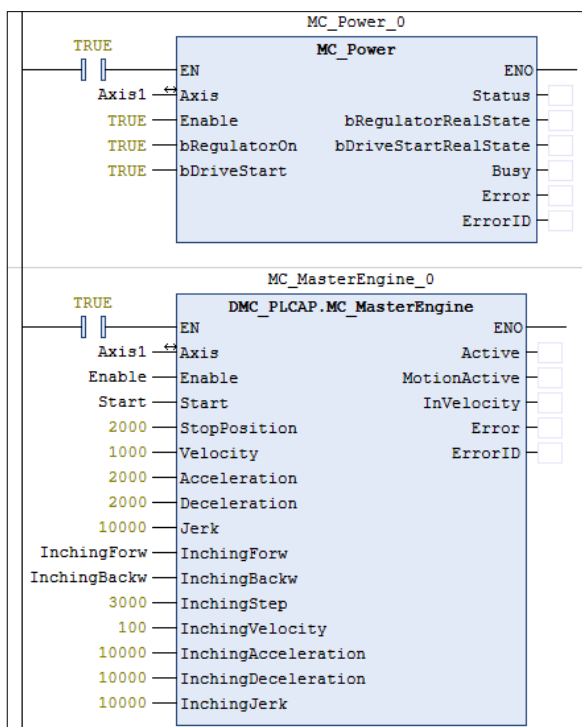 MC_Power_0
TRUE MC_Power
EN ENO
Axis1 Axis Status
TRUE Enable bRegulatorRealState
TRUE bRegulatorOn bDriveStartRealState
TRUE bDriveStart Busy
Error
ErrorID
MC_MasterEngine_0
TRUE DMC_PLCAP.MC_MasterEngine
EN ENO
Axis1 Axis Active
Enable Enable MotionActive
Start Start InVelocity
2000 StopPosition Error
1000 Velocity ErrorID
2000 Acceleration
2000 Deceleration
10000 Jerk
InchingForw InchingForw
InchingBackw InchingBackw
3000 InchingStep
100 InchingVelocity
10000 InchingAcceleration
10000 InchingDeceleration
10000 InchingJerk